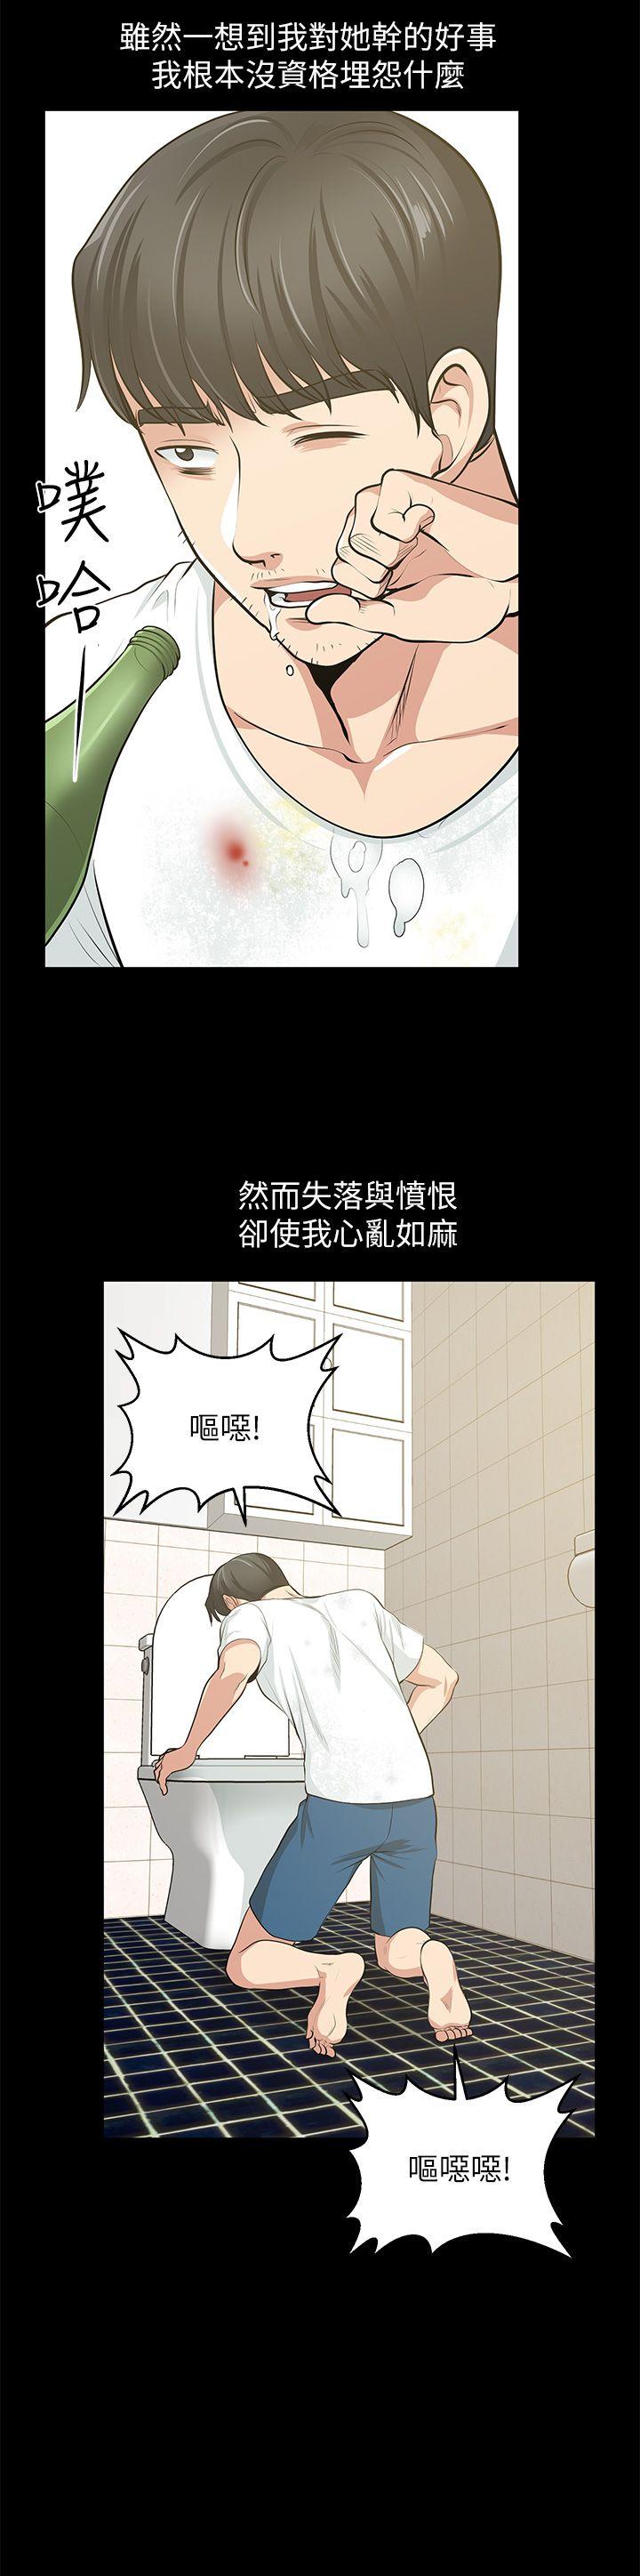 雖然一想到我對她幹的好事
我根本沒資格埋怨什麼
噗
哈
然而失落與憤恨
卻使我心亂如麻
嘔噁!
嘔噁噁!